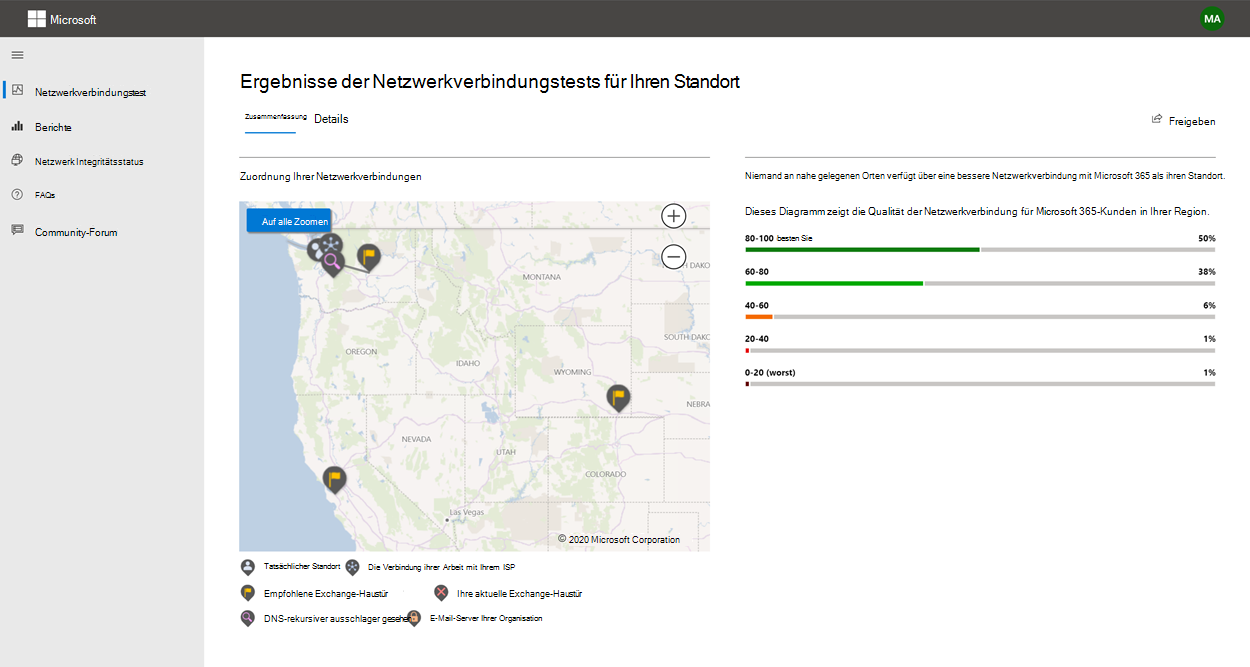 Microsoft
MA
Netzwerkverbindungstest
Berichte
Netzwerk Integritätsstatus
FAQs
Community-Forum
Ergebnisse der Netzwerkverbindungstests für Ihren Standort
Zusammenfassung
Details
Freigeben
Zuordnung Ihrer Netzwerkverbindungen
Auf alle Zoomen
MONTANA
H DAKO
OREGON
IDAHO
WYOMING
SOUTH DAKO
NEBRA
NEVADA
UTAH
COLORADO
Las Vegas
© 2020 Microsoft Corporation
Tatsächlicher Standort
Die Verbindung ihrer Arbeit mit Ihrem ISP
Empfohlene Exchange-Haustür
Ihre aktuelle Exchange-Haustür
DNS-rekursiver ausschlager gesehen
E-Mail-Server Ihrer Organisation
Niemand an nahe gelegenen Orten verfügt über eine bessere Netzwerkverbindung mit Microsoft 365 als ihren Standort.
Dieses Diagramm zeigt die Qualität der Netzwerkverbindung für Microsoft 365-Kunden in Ihrer Region.
80-100 besten Sie 50%
60-80 38%
40-60 6%
20-40 1%
0-20 (worst) 1%